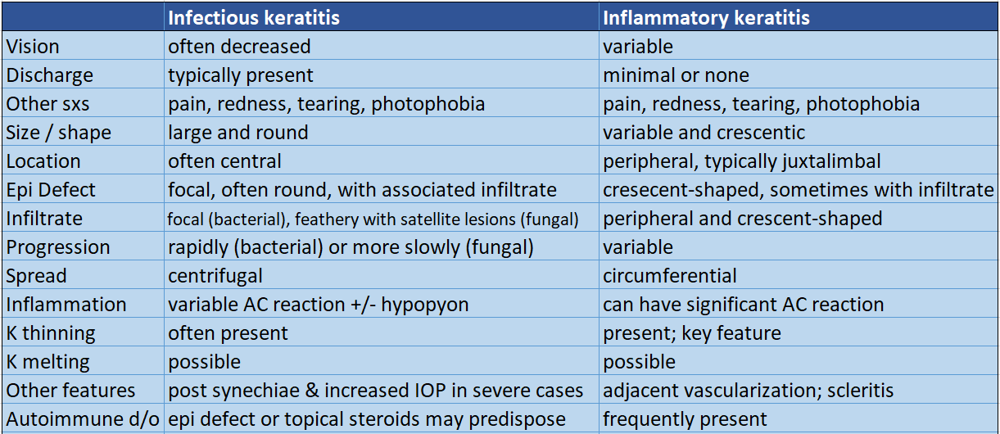 Infectious keratitis Inflammatory keratitis
Vision often decreased variable
Discharge typically present minimal or none
Other sxs pain, redness, tearing, photophobia pain, redness, tearing, photophobia
Size / shape large and round variable and crescentic
Location often central peripheral, typically juxtalimbal
Epi Defect focal, often round, with associated infiltrate cresecent-shaped, sometimes with infiltrate
Infiltrate focal (bacterial), feathery with satellite lesions (fungal) peripheral and crescent-shaped
Progression rapidly (bacterial) or more slowly (fungal) variable
Spread centrifugal circumferential
Inflammation variable AC reaction +/- hypopyon can have significant AC reaction
K thinning often present present; key feature
K melting possible possible
Other features post synechiae & increased IOP in severe cases adjacent vascularization; scleritis
Autoimmune d/o epi defect or topical steroids may predispose frequently present